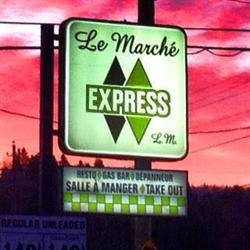 Le Marché
EXPRESS
L.M.
RESTO GAS BAR DÉPANNEUR
SALLE À MANGER TAKE OUT
REGULAR UNLEADED